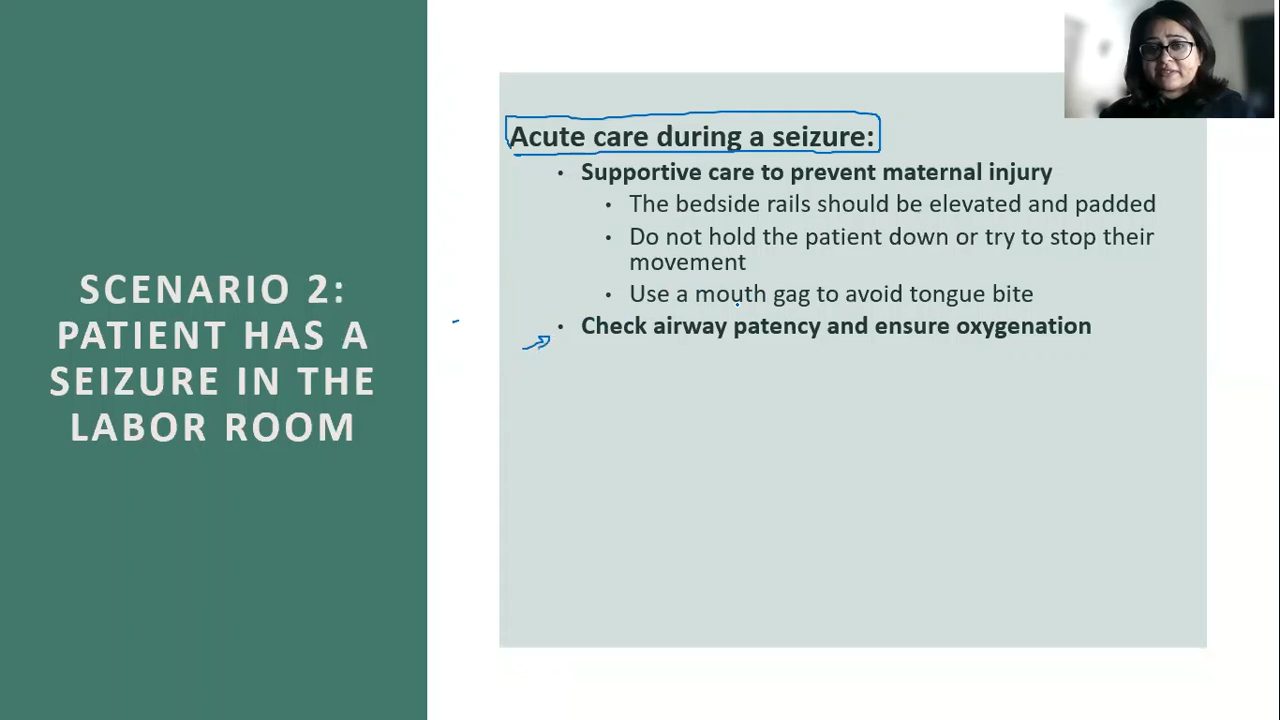 SCENARIO 2:
PATIENT HAS A
SEIZURE IN THE
LABOR ROOM
Acute care during a seizure:
• Supportive care to prevent maternal injury
• The bedside rails should be elevated and padded
• Do not hold the patient down or try to stop their
movement
• Use a mouth gag to avoid tongue bite
• Check airway patency and ensure oxygenation